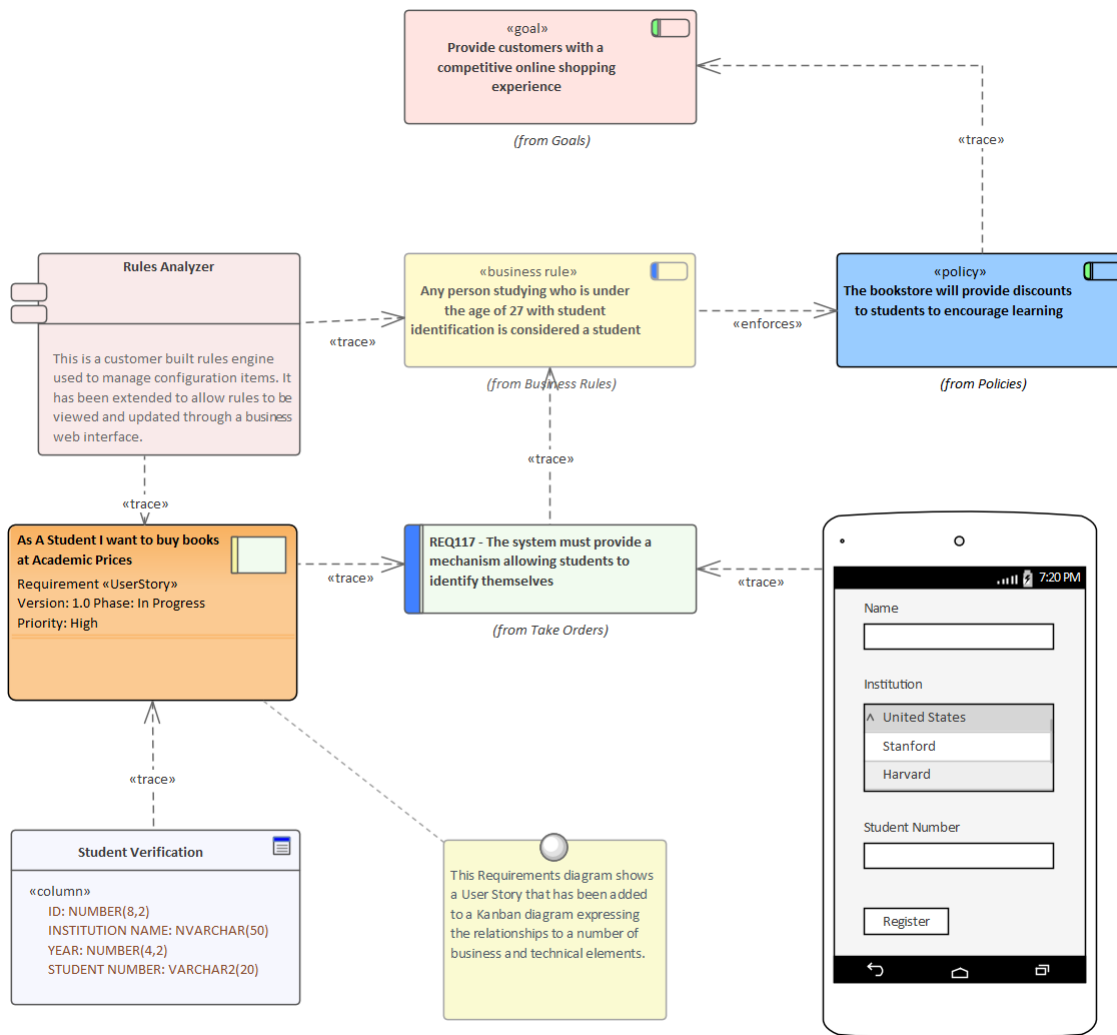 «goal»
Provide customers with a
competitive online shopping
experience
(from Goals)
«trace»
Rules Analyzer
This is a customer built rules engine
used to manage configuration items. It
has been extended to allow rules to be
viewed and updated through a business
web interface.
«trace»
«business rule»
Any person studying who is under
the age of 27 with student
identification is considered a student
(from Business Rules)
«enforces»
«policy»
The bookstore will provide discounts
to students to encourage learning
(from Policies)
«trace»
«trace»
As A Student I want to buy books
at Academic Prices
Requirement «UserStory»
Version: 1.0 Phase: In Progress
Priority: High
«trace»
REQ117 - The system must provide a
mechanism allowing students to
identify themselves
(from Take Orders)
«trace»
7:20 PM
Name
Institution
^ United States
Stanford
Harvard
Student Number
Register
«trace»
Student Verification
«column»
ID: NUMBER(8,2)
INSTITUTION NAME: NVARCHAR(50)
YEAR: NUMBER(4,2)
STUDENT NUMBER: VARCHAR2(20)
This Requirements diagram shows
a User Story that has been added
to a Kanban diagram expressing
the relationships to a number of
business and technical elements.